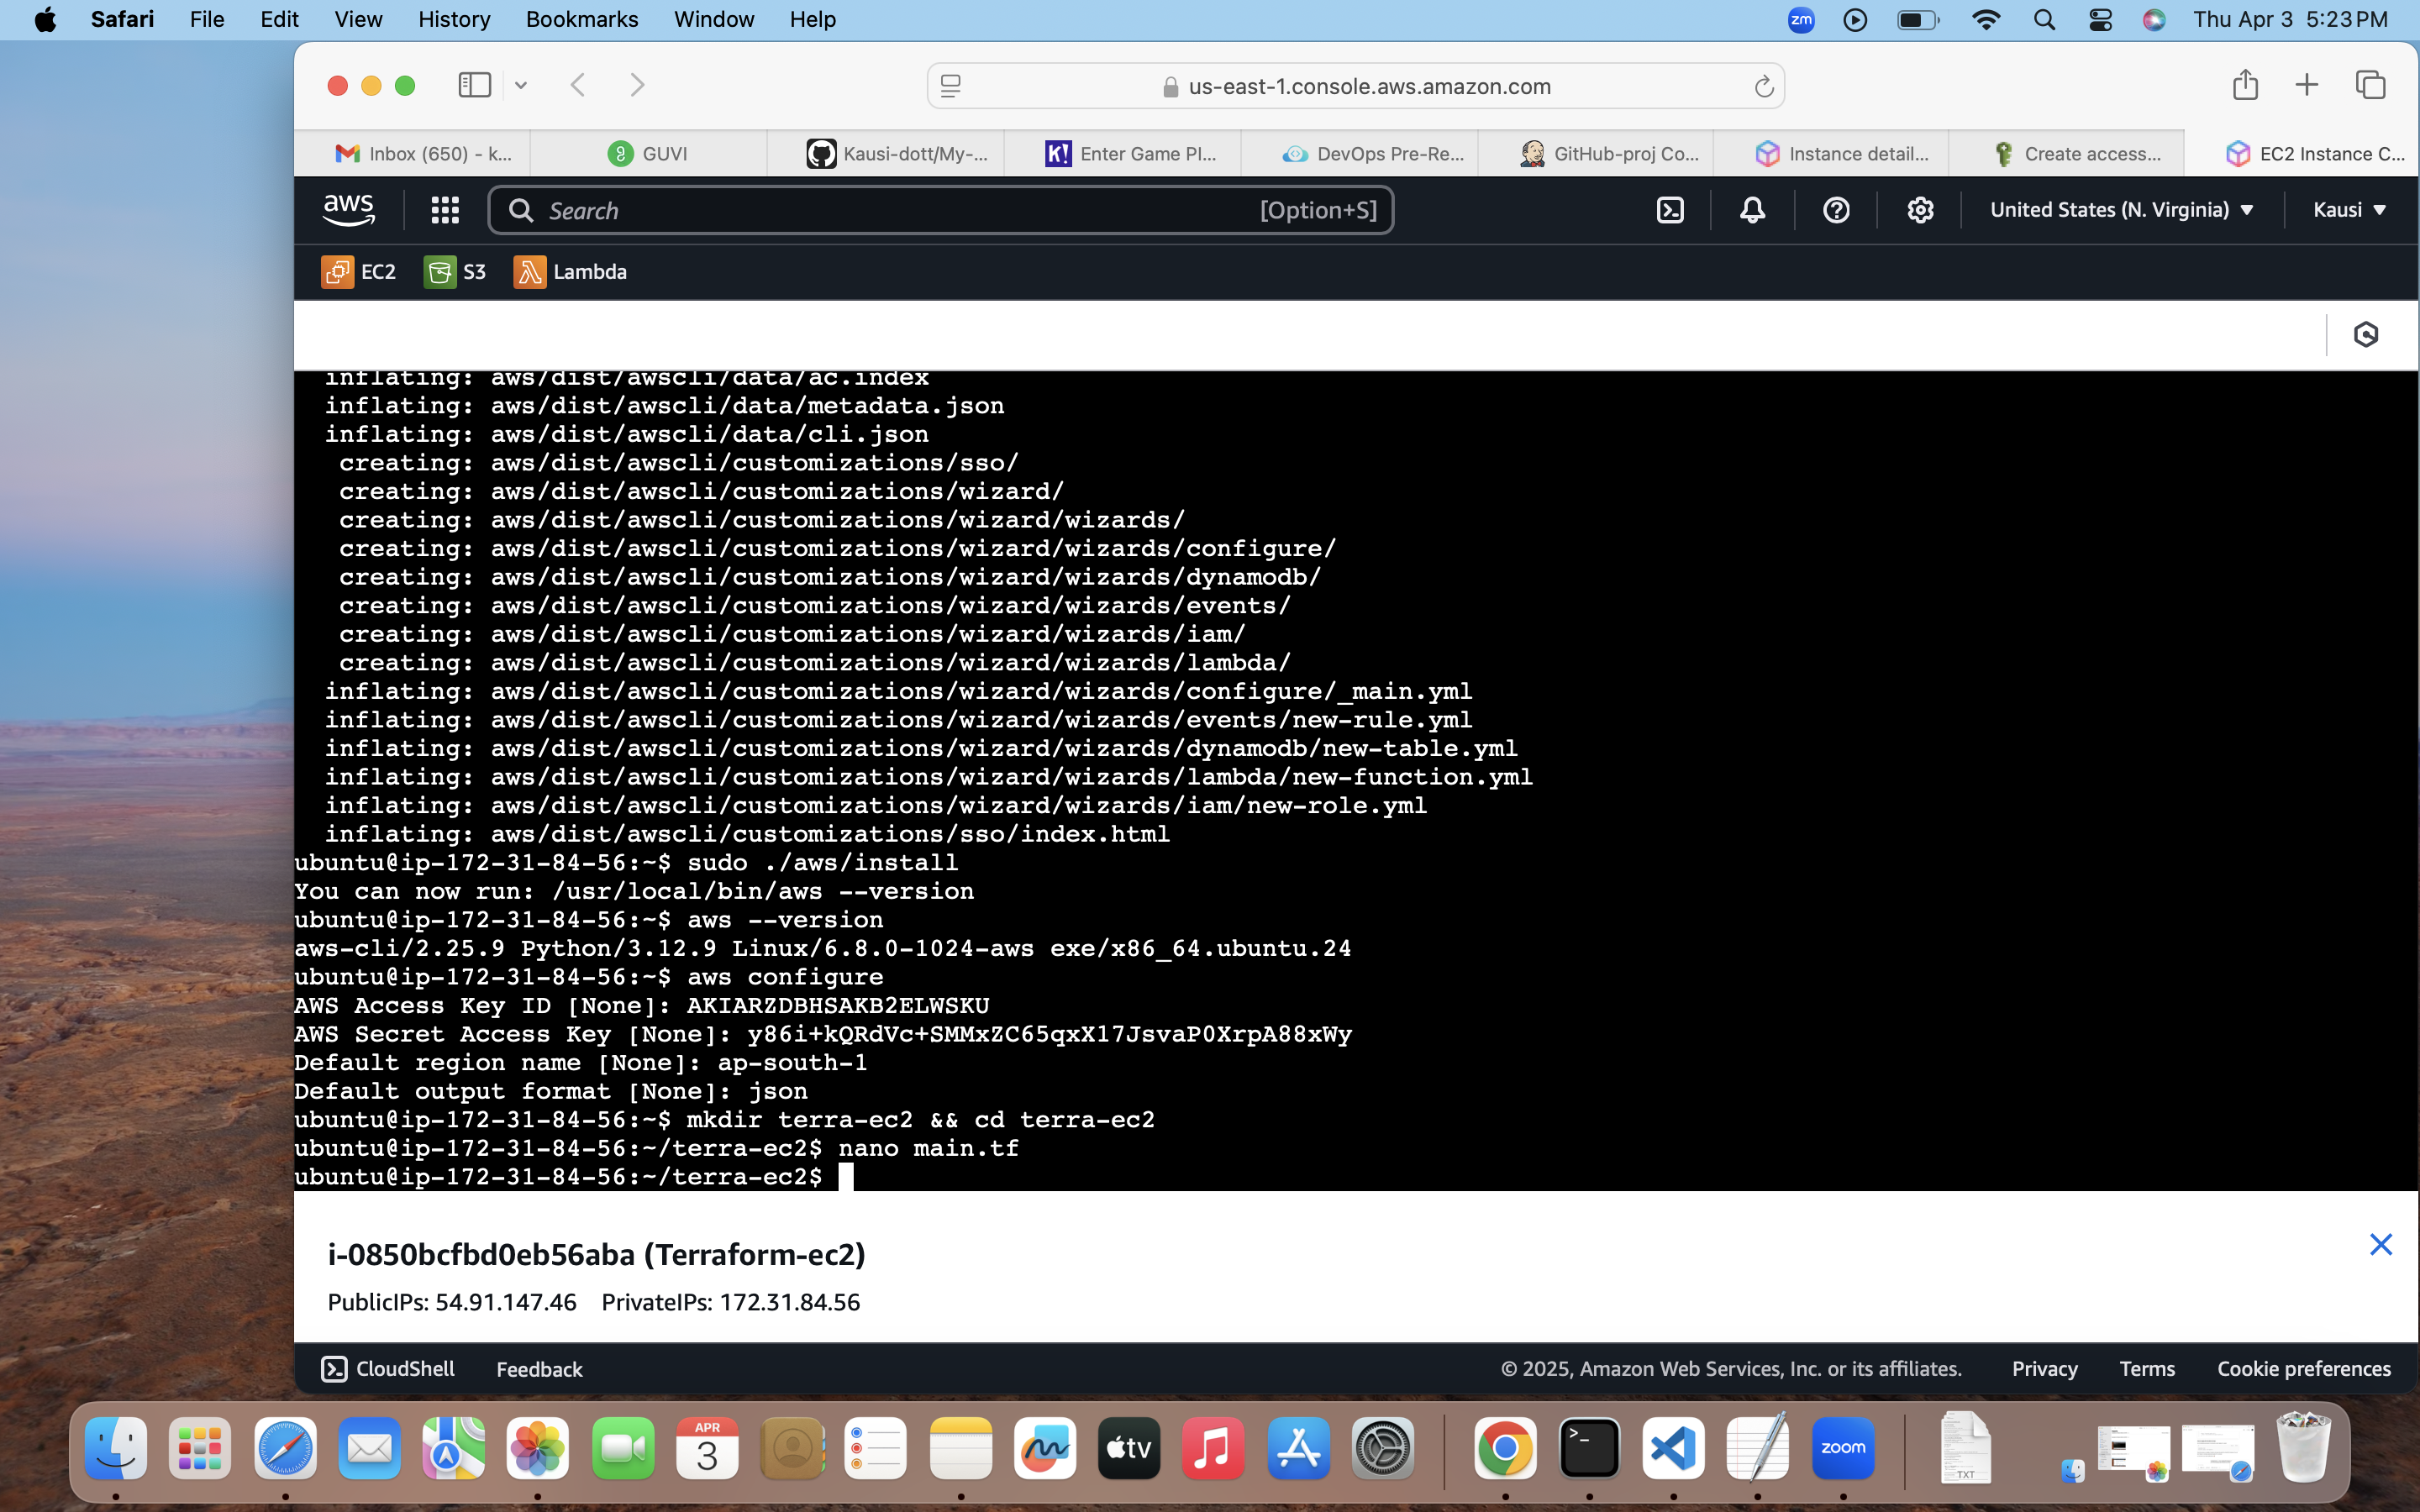 Safari File Edit View History Bookmarks Window Help
zm
Thu Apr 3 5:23 PM
us-east-1.console.aws.amazon.com
Inbox (650) - k...
GUVI
Kausi-dott/My-...
K! Enter Game Pl...
DevOps Pre-Re...
GitHub-proj Co...
Instance detail...
Create access...
EC2 Instance C...
aws
Search
[Option+S]
United States (N. Virginia)
Kausi
EC2
S3
Lambda
inflating: aws/dist/awscli/data/ac.index
inflating: aws/dist/awscli/data/metadata.json
inflating: aws/dist/awscli/data/cli.json
creating: aws/dist/awscli/customizations/sso/
creating: aws/dist/awscli/customizations/wizard/
creating: aws/dist/awscli/customizations/wizard/wizards/
creating: aws/dist/awscli/customizations/wizard/wizards/configure/
creating: aws/dist/awscli/customizations/wizard/wizards/dynamodb/
creating: aws/dist/awscli/customizations/wizard/wizards/events/
creating: aws/dist/awscli/customizations/wizard/wizards/iam/
creating: aws/dist/awscli/customizations/wizard/wizards/lambda/
inflating: aws/dist/awscli/customizations/wizard/wizards/configure/_main.yml
inflating: aws/dist/awscli/customizations/wizard/wizards/events/new-rule.yml
inflating: aws/dist/awscli/customizations/wizard/wizards/dynamodb/new-table.yml
inflating: aws/dist/awscli/customizations/wizard/wizards/lambda/new-function.yml
inflating: aws/dist/awscli/customizations/wizard/wizards/iam/new-role.yml
inflating: aws/dist/awscli/customizations/sso/index.html
ubuntu@ip-172-31-84-56:~$ sudo ./aws/install
You can now run: /usr/local/bin/aws --version
ubuntu@ip-172-31-84-56:~$ aws --version
aws-cli/2.25.9 Python/3.12.9 Linux/6.8.0-1024-aws exe/x86_64.ubuntu.24
ubuntu@ip-172-31-84-56:~$ aws configure
AWS Access Key ID [None]: AKIARZDBHSAKB2ELWSKU
AWS Secret Access Key [None]: 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
Default region name [None]: ap-south-1
Default output format [None]: json
ubuntu@ip-172-31-84-56:~$ mkdir terra-ec2 && cd terra-ec2
ubuntu@ip-172-31-84-56:~/terra-ec2$ nano main.tf
ubuntu@ip-172-31-84-56:~/terra-ec2$
i-0850bcfbd0eb56aba (Terraform-ec2)
PublicIPs: 54.91.147.46 PrivateIPs: 172.31.84.56
CloudShell Feedback
© 2025, Amazon Web Services, Inc. or its affiliates. Privacy Terms Cookie preferences
APR
3
tv
zoom
TXT